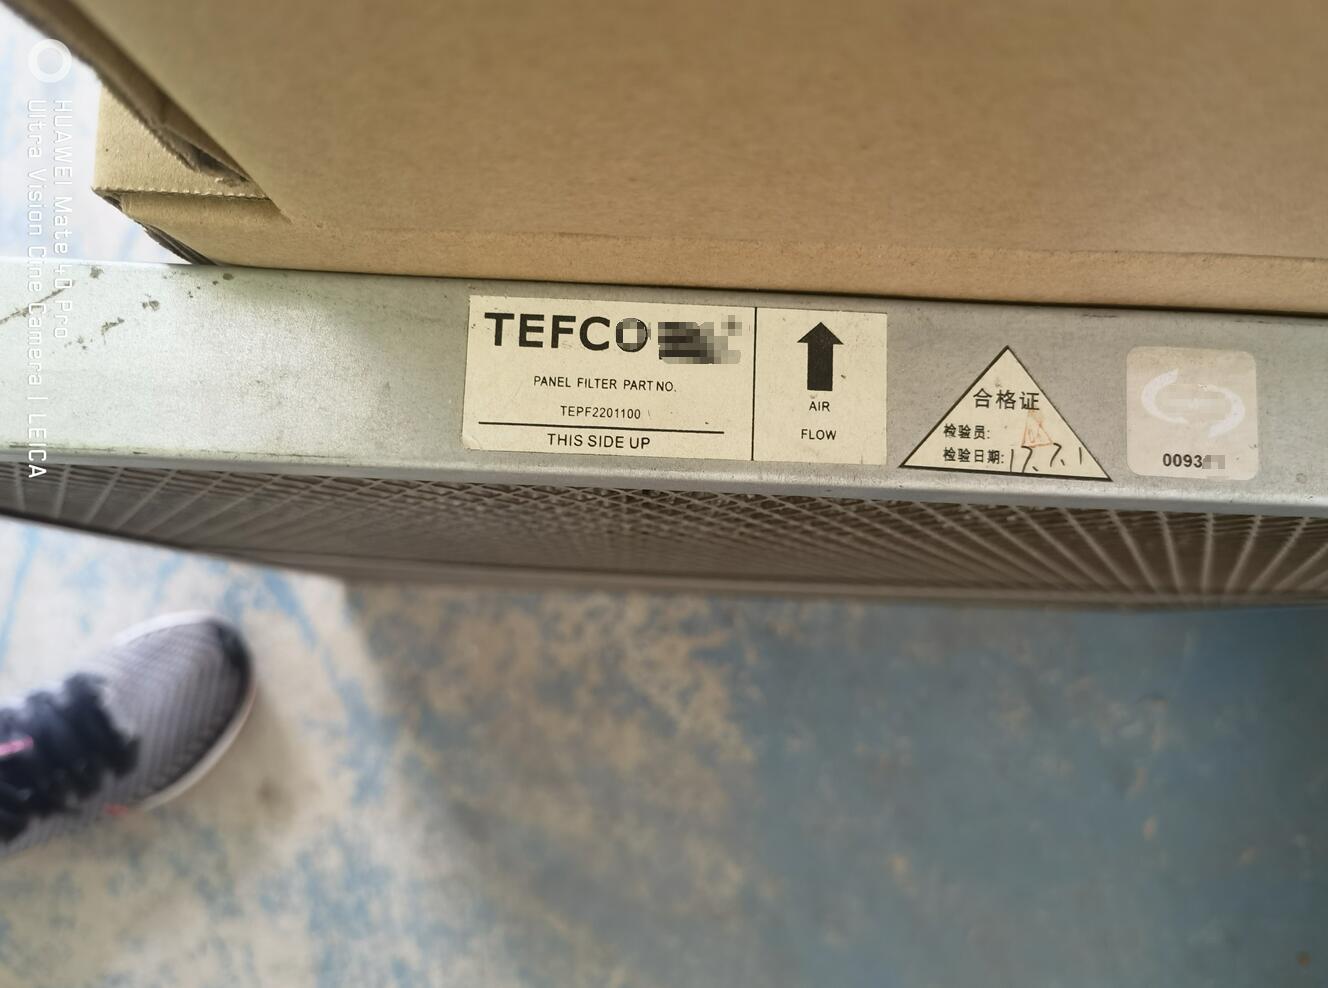 HUAWEI Mate 40 Pro
Ultra Vision Cine Camera | LEICA
TEFCO
PANEL FILTER PART NO.
TEPF2201100
THIS SIDE UP
AIR
FLOW
合格证
检验员:
检验日期: 17.7.1
0093